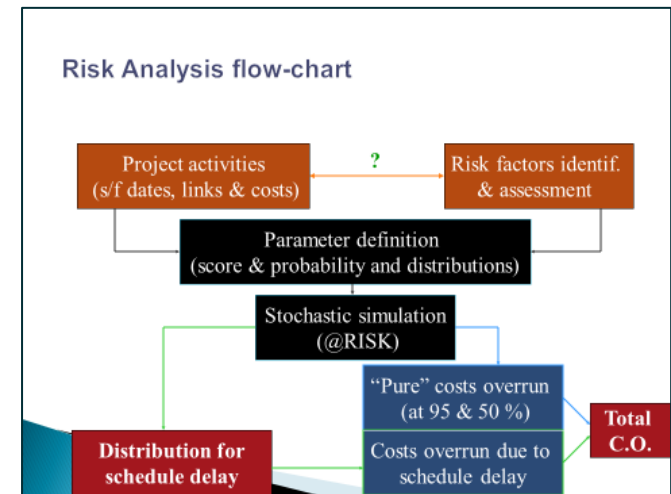 Risk Analysis flow-chart
Project activities
(s/f dates, links & costs)
?
Risk factors identif.
& assessment
Parameter definition
(score & probability and distributions)
Stochastic simulation
(@RISK)
“Pure” costs overrun
(at 95 & 50 %)
Total
C.O.
Distribution for
schedule delay
Costs overrun due to
schedule delay